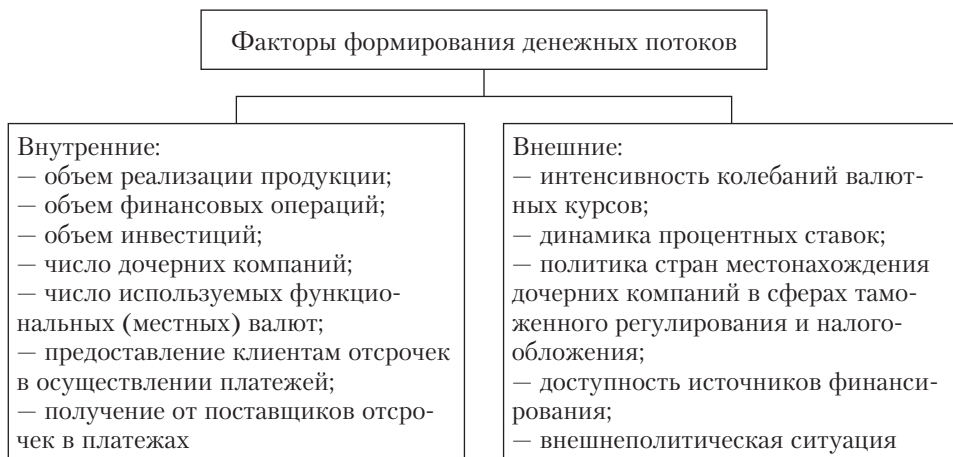 Факторы формирования денежных потоков
Внутренние:
— объем реализации продукции;
— объем финансовых операций;
— объем инвестиций;
— число дочерних компаний;
— число используемых функцио-
нальных (местных) валют;
— предоставление клиентам отсрочек
в осуществлении платежей;
— получение от поставщиков отсро-
чек в платежах
Внешние:
— интенсивность колебаний валют-
ных курсов;
— динамика процентных ставок;
— политика стран местонахождения
дочерних компаний в сферах тамо-
женного регулирования и налого-
обложения;
— доступность источников финанси-
рования;
— внешнеполитическая ситуация